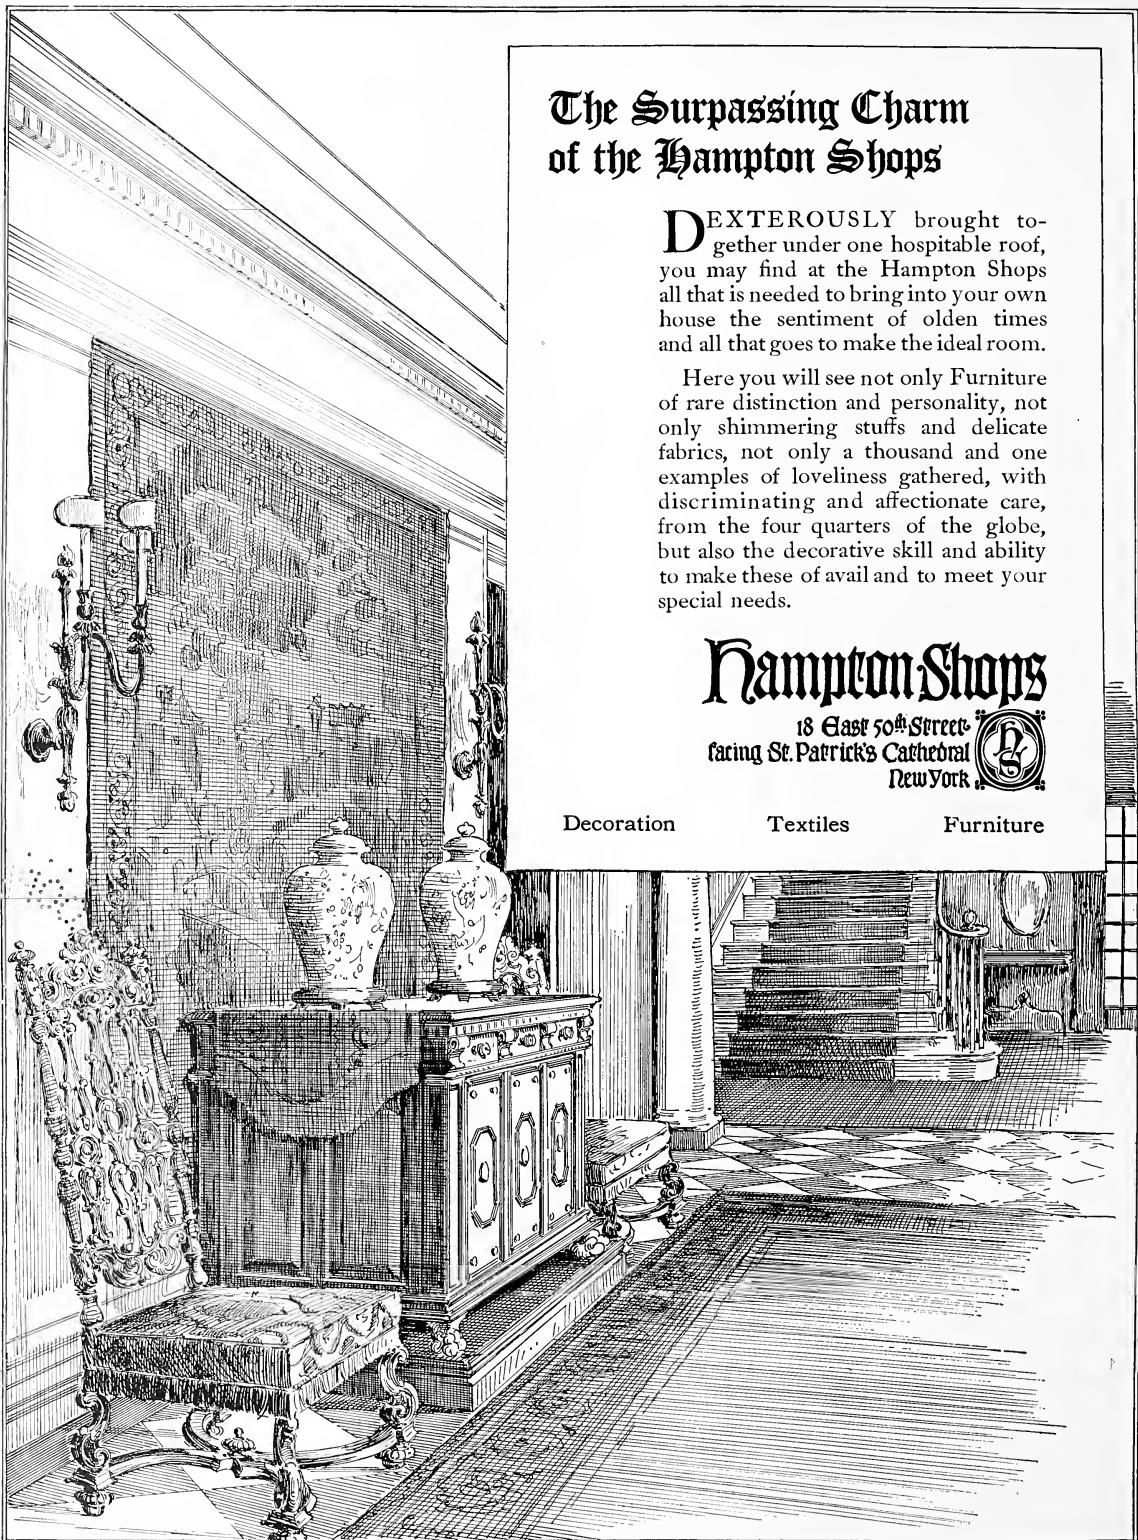 The Surpassing Charm
of the Hampton Shops
DEXTEROUSLY brought to-
gether under one hospitable roof,
you may find at the Hampton Shops
all that is needed to bring into your own
house the sentiment of olden times
and all that goes to make the ideal room.
Here you will see not only Furniture
of rare distinction and personality, not
only shimmering stuffs and delicate
fabrics, not only a thousand and one
examples of loveliness gathered, with
discriminating and affectionate care,
from the four quarters of the globe,
but also the decorative skill and ability
to make these of avail and to meet your
special needs.
Hampton Shops
18 East 50th Street
facing St. Patrick's Cathedral
New York
HS
Decoration Textiles Furniture